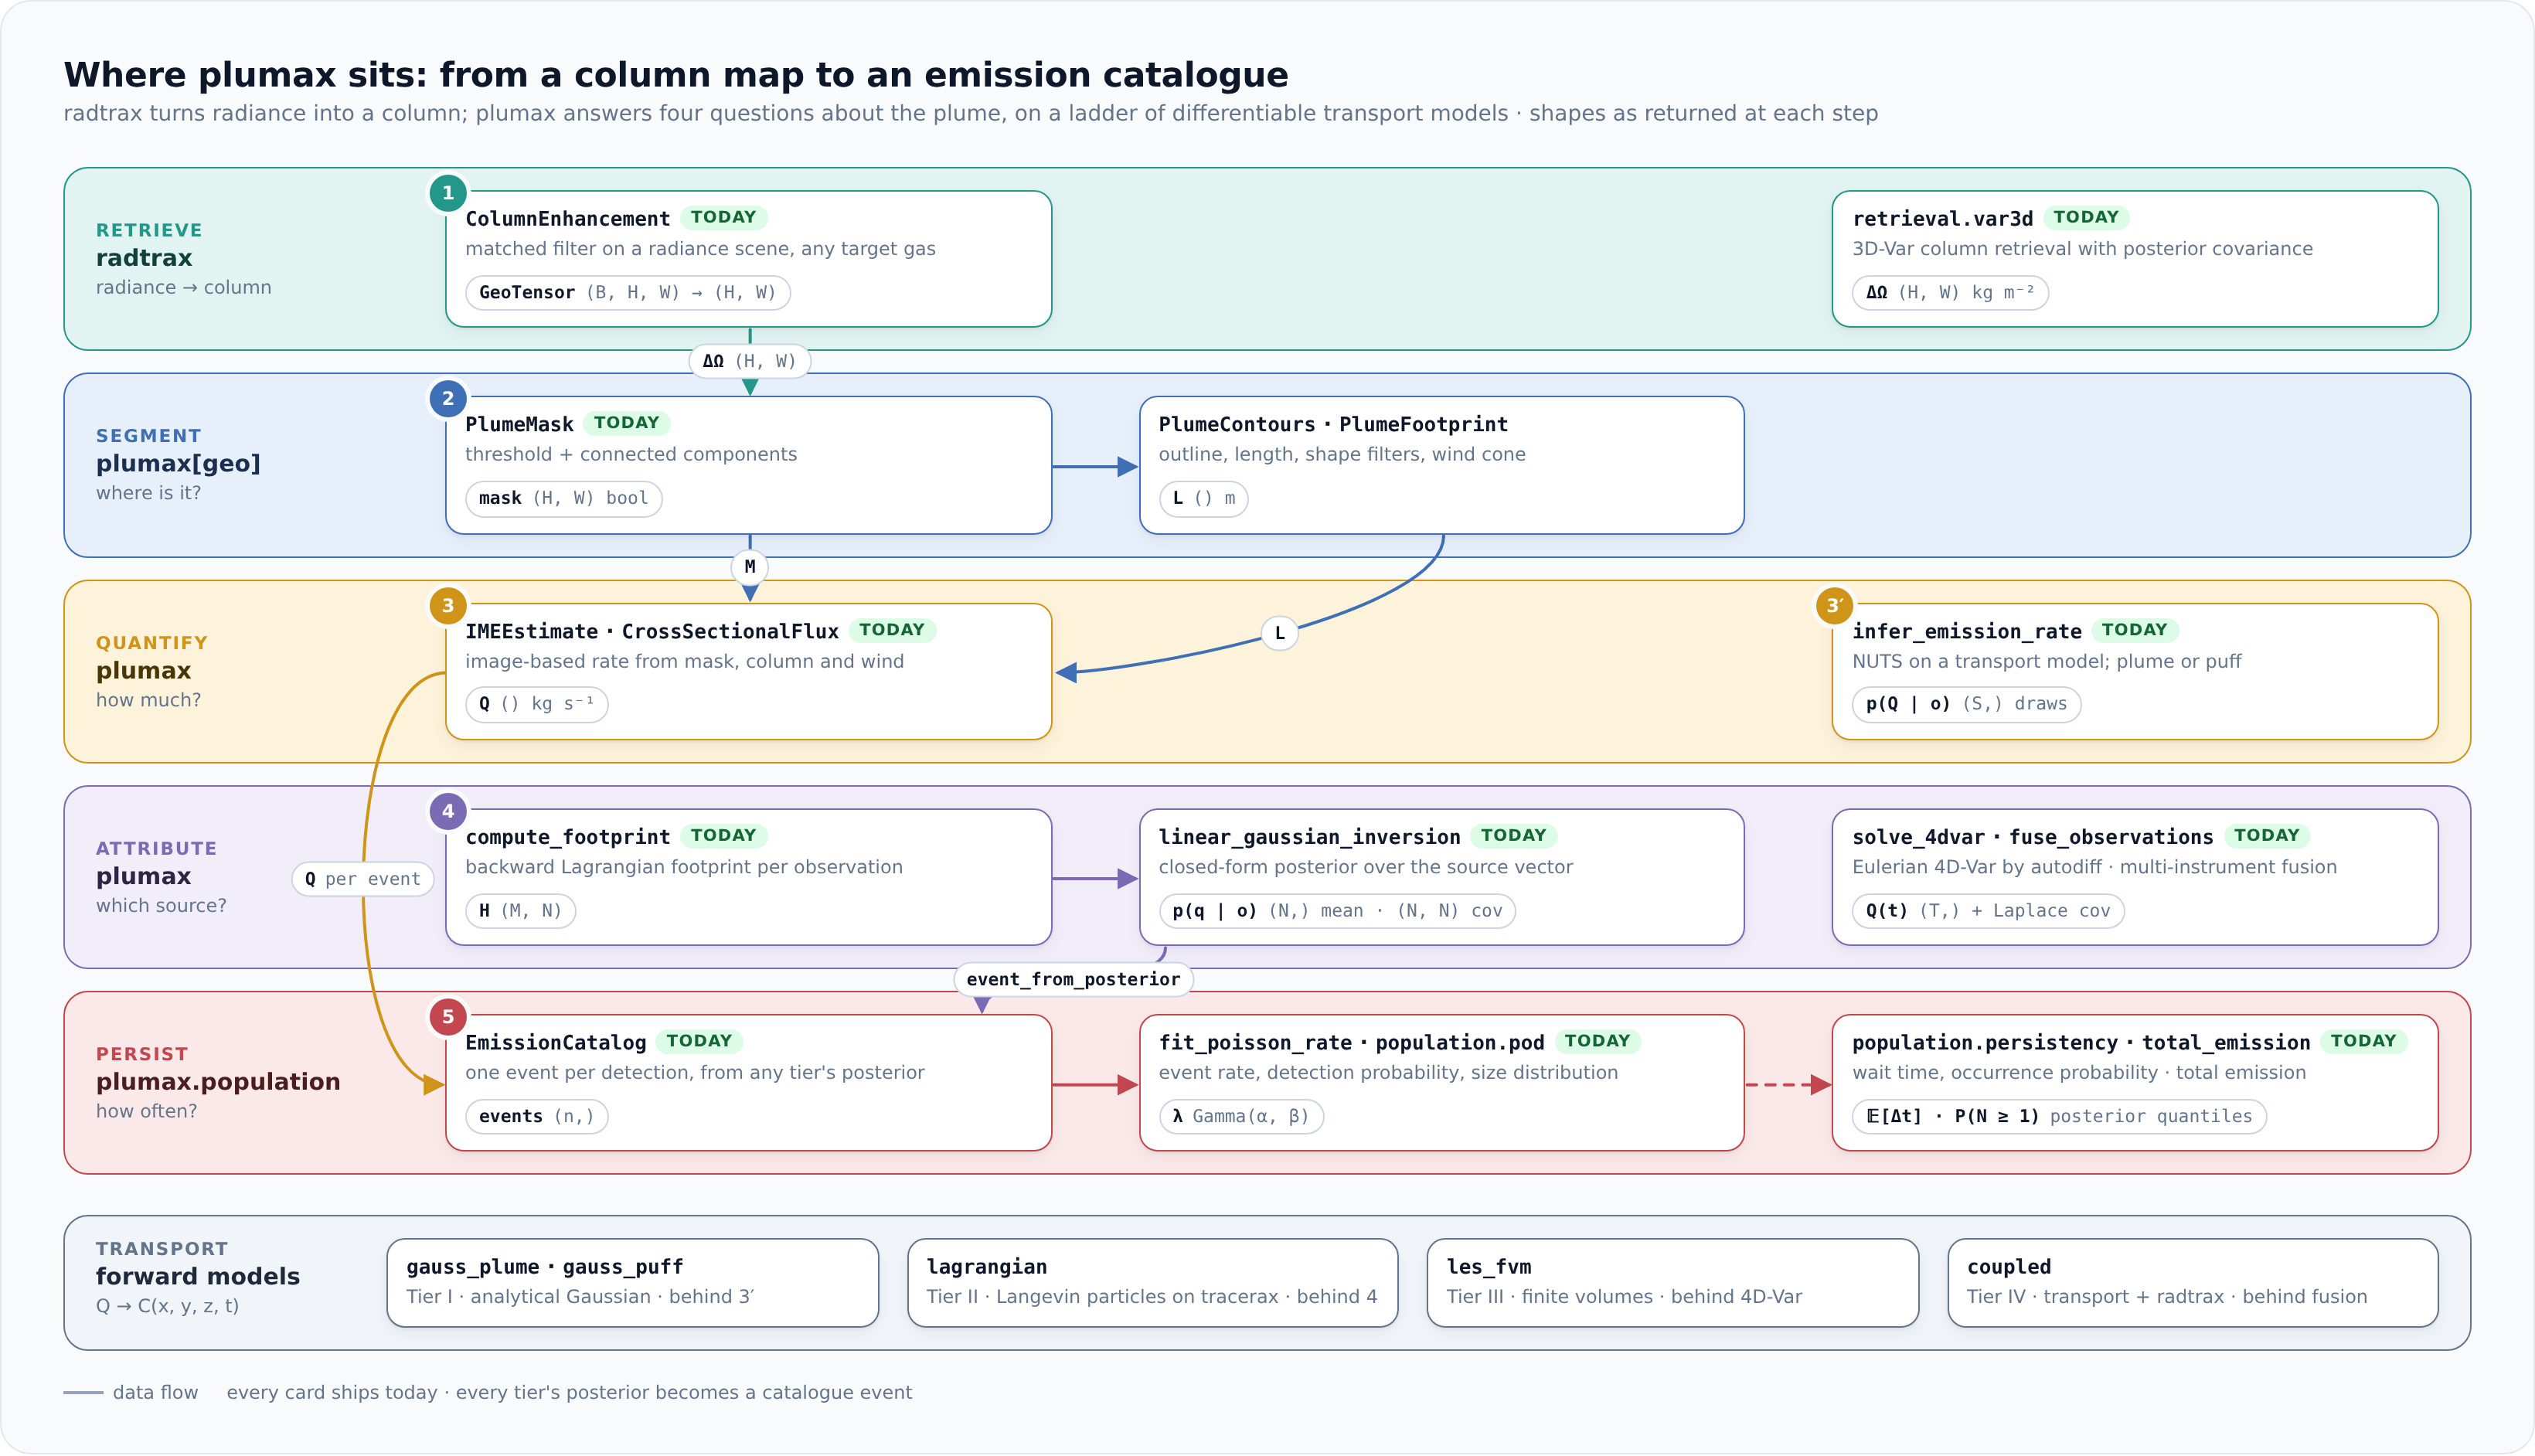 Where plumax sits: from a column map to an emission catalogue
radtrax turns radiance into a column; plumax answers four questions about the plume, on a ladder of differentiable transport models · shapes as returned at each step
RETRIEVE
radtrax
radiance → column
1
ColumnEnhancement TODAY
matched filter on a radiance scene, any target gas
GeoTensor (B, H, W) → (H, W)
retrieval.var3d TODAY
3D-Var column retrieval with posterior covariance
ΔΩ (H, W) kg m⁻²
ΔΩ (H, W)
SEGMENT
plumax[geo]
where is it?
2
PlumeMask TODAY
threshold + connected components
mask (H, W) bool
PlumeContours · PlumeFootprint
outline, length, shape filters, wind cone
L () m
M
L
QUANTIFY
plumax
how much?
3
IMEEstimate · CrossSectionalFlux TODAY
image-based rate from mask, column and wind
Q () kg s⁻¹
3′
infer_emission_rate TODAY
NUTS on a transport model; plume or puff
p(Q | o) (S,) draws
ATTRIBUTE
plumax
which source?
Q per event
4
compute_footprint TODAY
backward Lagrangian footprint per observation
H (M, N)
linear_gaussian_inversion TODAY
closed-form posterior over the source vector
p(q | o) (N,) mean · (N, N) cov
solve_4dvar · fuse_observations TODAY
Eulerian 4D-Var by autodiff · multi-instrument fusion
Q(t) (T,) + Laplace cov
event_from_posterior
PERSIST
plumax.population
how often?
5
EmissionCatalog TODAY
one event per detection, from any tier's posterior
events (n,)
fit_poisson_rate · population.pod TODAY
event rate, detection probability, size distribution
λ Gamma(α, β)
population.persistency · total_emission TODAY
wait time, occurrence probability · total emission
𝔼[Δt] · P(N ≥ 1) posterior quantiles
TRANSPORT
forward models
Q → C(x, y, z, t)
gauss_plume · gauss_puff
Tier I · analytical Gaussian · behind 3′
lagrangian
Tier II · Langevin particles on tracerax · behind 4
les_fvm
Tier III · finite volumes · behind 4D-Var
coupled
Tier IV · transport + radtrax · behind fusion
data flow every card ships today · every tier's posterior becomes a catalogue event